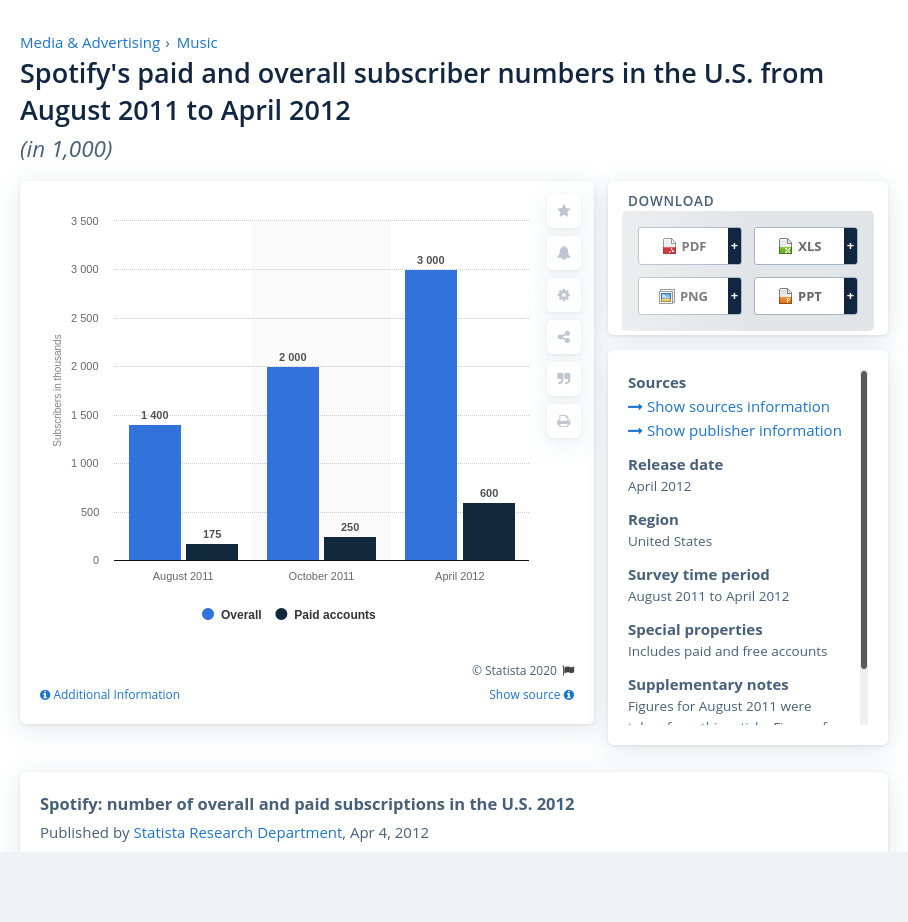 Media & Advertising › Music
Spotify's paid and overall subscriber numbers in the U.S. from
August 2011 to April 2012
(in 1,000)
Subscribers in thousands
3 500
3 000
2 500
2 000
1 500
1 000
500
0
1 400
175
2 000
250
3 000
600
August 2011
October 2011
April 2012
Overall
Paid accounts
© Statista 2020
Additional Information
Show source
DOWNLOAD
PDF +
XLS +
PNG +
PPT +
Sources
Show sources information
Show publisher information
Release date
April 2012
Region
United States
Survey time period
August 2011 to April 2012
Special properties
Includes paid and free accounts
Supplementary notes
Figures for August 2011 were
Spotify: number of overall and paid subscriptions in the U.S. 2012
Published by Statista Research Department, Apr 4, 2012